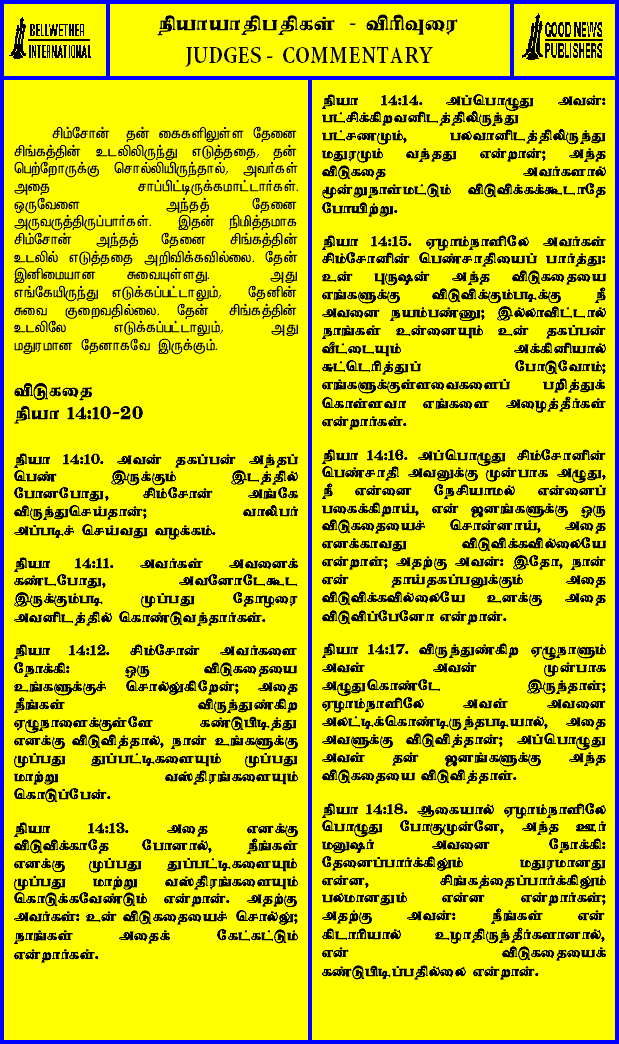 BELLWETHER
INTERNATIONAL
நியாயாதிபதிகள் - விரிவுரை
JUDGES - COMMENTARY
GOOD NEWS
PUBLISHERS
சிம்சோன் தன் கைகளிலுள்ள தேனை
சிங்கத்தின் உடலிலிருந்து எடுத்ததை, தன்
பெற்றோருக்கு சொல்லியிருந்தால், அவர்கள்
அதை சாப்பிட்டிருக்கமாட்டார்கள்.
ஒருவேளை அந்தத் தேனை
அருவருத்திருப்பார்கள். இதன் நிமித்தமாக
சிம்சோன் அந்தத் தேனை சிங்கத்தின்
உடலில் எடுத்ததை அறிவிக்கவில்லை. தேன்
இனிமையான சுவையுள்ளது. அது
எங்கேயிருந்து எடுக்கப்பட்டாலும், தேனின்
சுவை குறைவதில்லை. தேன் சிங்கத்தின்
உடலிலே எடுக்கப்பட்டாலும், அது
மதுரமான தேனாகவே இருக்கும்.
விடுகதை
நியா 14:10-20
நியா 14:10. அவன் தகப்பன் அந்தப்
பெண் இருக்கும் இடத்தில்
போனபோது, சிம்சோன் அங்கே
விருந்துசெய்தான்; வாலிபர்
அப்படிச் செய்வது வழக்கம்.
நியா 14:11. அவர்கள் அவனைக்
கண்டபோது, அவனோடேகூட
இருக்கும்படி முப்பது தோழரை
அவனிடத்தில் கொண்டுவந்தார்கள்.
நியா 14:12. சிம்சோன் அவர்களை
நோக்கி: ஒரு விடுகதையை
உங்களுக்குச் சொல்லுகிறேன்; அதை
நீங்கள் விருந்துண்கிற
ஏழுநாளைக்குள்ளே கண்டுபிடித்து
எனக்கு விடுவித்தால், நான் உங்களுக்கு
முப்பது துப்பட்டிகளையும் முப்பது
மாற்று வஸ்திரங்களையும்
கொடுப்பேன்.
நியா 14:13. அதை எனக்கு
விடுவிக்காதே போனால், நீங்கள்
எனக்கு முப்பது துப்பட்டிகளையும்
முப்பது மாற்று வஸ்திரங்களையும்
கொடுக்கவேண்டும் என்றான். அதற்கு
அவர்கள்: உன் விடுகதையைச் சொல்லு;
நாங்கள் அதைக் கேட்கட்டும்
என்றார்கள்.
நியா 14:14. அப்பொழுது அவன்:
பட்சிக்கிறவனிடத்திலிருந்து
பட்சணமும், பலவானிடத்திலிருந்து
மதுரமும் வந்தது என்றான்; அந்த
விடுகதை அவர்களால்
மூன்றுநாள்மட்டும் விடுவிக்கக்கூடாதே
போயிற்று.
நியா 14:15. ஏழாம்நாளிலே அவர்கள்
சிம்சோனின் பெண்சாதியைப் பார்த்து:
உன் புருஷன் அந்த விடுகதையை
எங்களுக்கு விடுவிக்கும்படிக்கு நீ
அவனை நயம்பண்ணு; இல்லாவிட்டால்
நாங்கள் உன்னையும் உன் தகப்பன்
வீட்டையும் அக்கினியால்
சுட்டெரித்துப் போடுவோம்;
எங்களுக்குள்ளவைகளைப் பறித்துக்
கொள்ளவா எங்களை அழைத்தீர்கள்
என்றார்கள்.
நியா 14:16. அப்பொழுது சிம்சோனின்
பெண்சாதி அவனுக்கு முன்பாக அழுது,
நீ என்னை நேசியாமல் என்னைப்
பகைக்கிறாய், என் ஜனங்களுக்கு ஒரு
விடுகதையைச் சொன்னாய், அதை
எனக்காவது விடுவிக்கவில்லையே
என்றாள்; அதற்கு அவன்: இதோ, நான்
என் தாய்தகப்பனுக்கும் அதை
விடுவிக்கவில்லையே உனக்கு அதை
விடுவிப்பேனோ என்றான்.
நியா 14:17. விருந்துண்கிற ஏழுநாளும்
அவள் அவன் முன்பாக
அழுதுகொண்டே இருந்தாள்;
ஏழாம்நாளிலே அவள் அவனை
அலட்டிக்கொண்டிருந்தபடியால், அதை
அவளுக்கு விடுவித்தான்; அப்பொழுது
அவள் தன் ஜனங்களுக்கு அந்த
விடுகதையை விடுவித்தாள்.
நியா 14:18. ஆகையால் ஏழாம்நாளிலே
பொழுது போகுமுன்னே, அந்த ஊர்
மனுஷர் அவனை நோக்கி:
தேனைப்பார்க்கிலும் மதுரமானது
என்ன, சிங்கத்தைப்பார்க்கிலும்
பலமானதும் என்ன என்றார்கள்;
அதற்கு அவன்: நீங்கள் என்
கிடாரியால் உழாதிருந்தீர்களானால்,
என் விடுகதையைக்
கண்டுபிடிப்பதில்லை என்றான்.